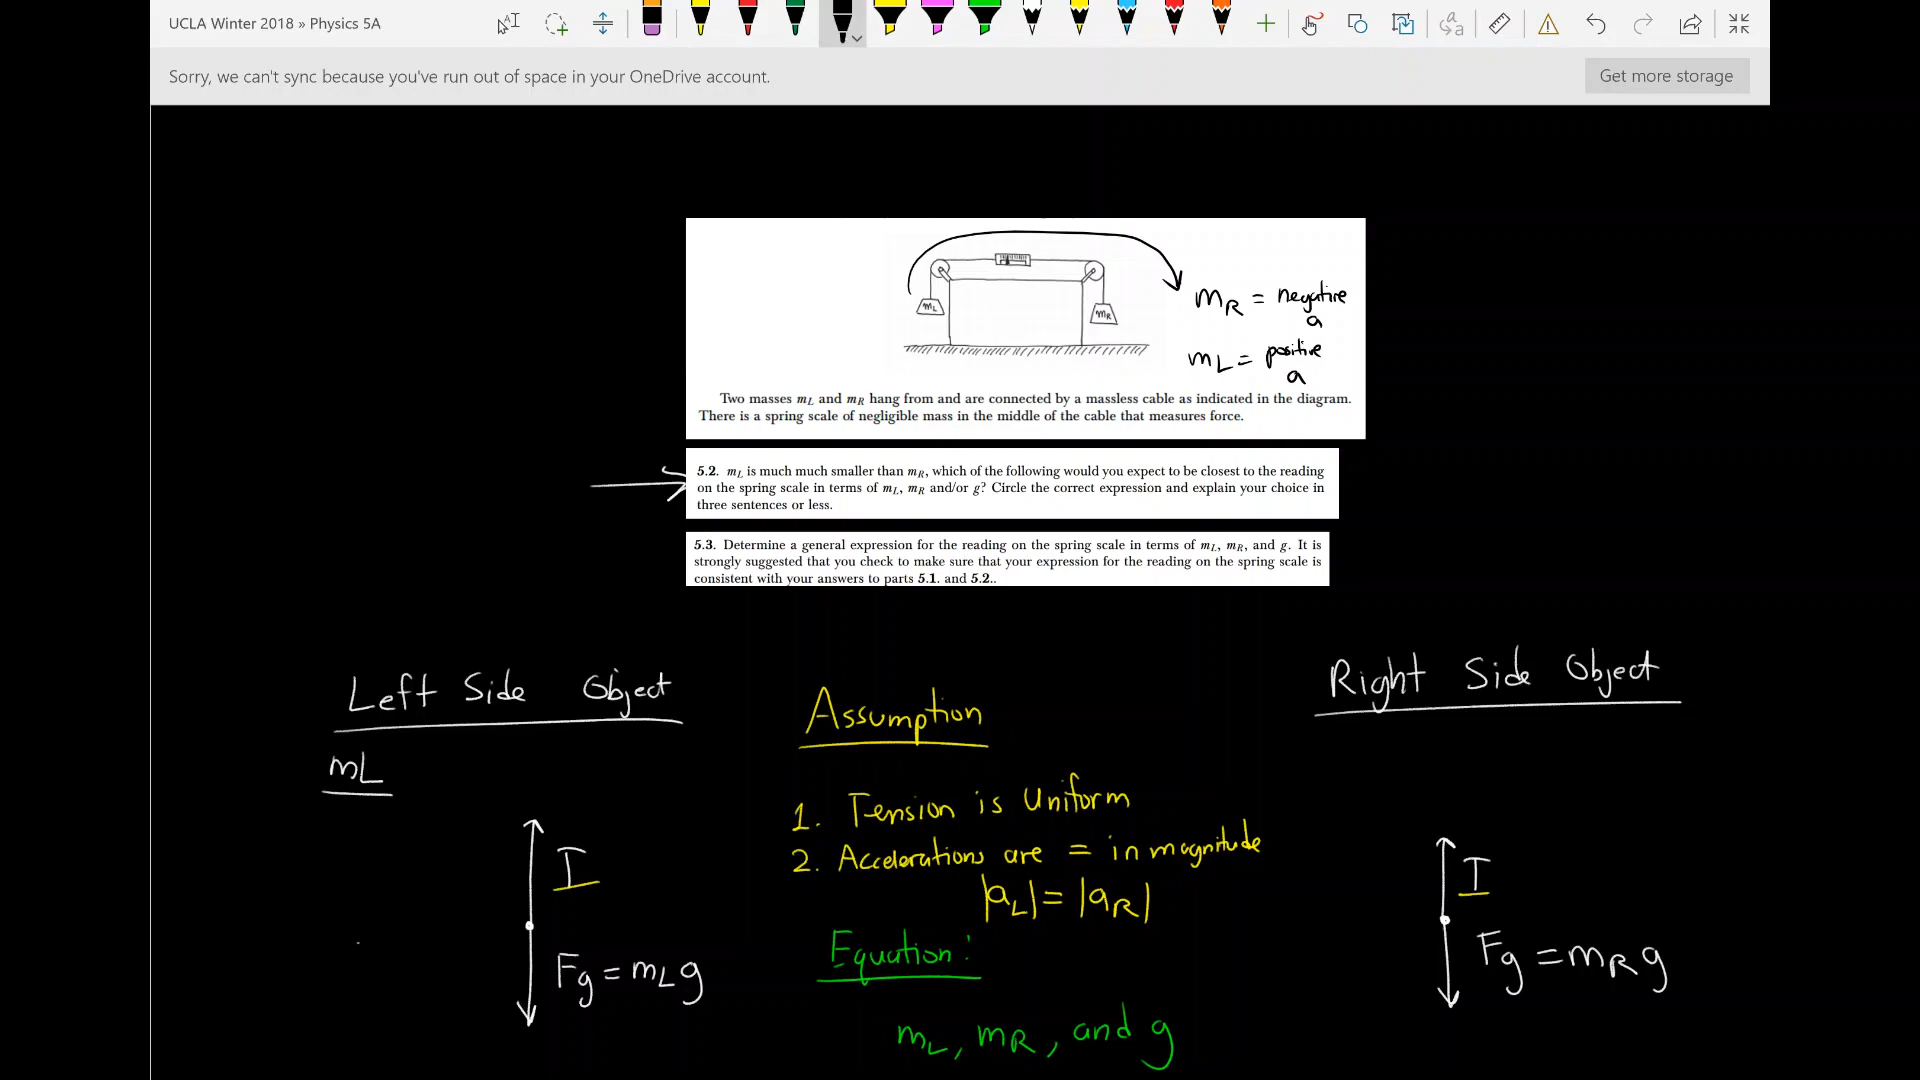 UCLA Winter 2018 » Physics 5A
Sorry, we can't sync because you've run out of space in your OneDrive account.
Get more storage
mL
mR
mR = negative
a
mL = positive
a
Two masses mL and mR hang from and are connected by a massless cable as indicated in the diagram.
There is a spring scale of negligible mass in the middle of the cable that measures force.
5.2. mL is much much smaller than mR, which of the following would you expect to be closest to the reading
on the spring scale in terms of mL, mR and/or g? Circle the correct expression and explain your choice in
three sentences or less.
5.3. Determine a general expression for the reading on the spring scale in terms of mL, mR, and g. It is
strongly suggested that you check to make sure that your expression for the reading on the spring scale is
consistent with your answers to parts 5.1. and 5.2..
Left Side Object
mL
T
Fg = mLg
Assumption
1. Tension is Uniform
2. Accelerations are = in magnitude
|aL| = |aR|
Equation:
mL, mR, and g
Right Side Object
T
Fg = mRg